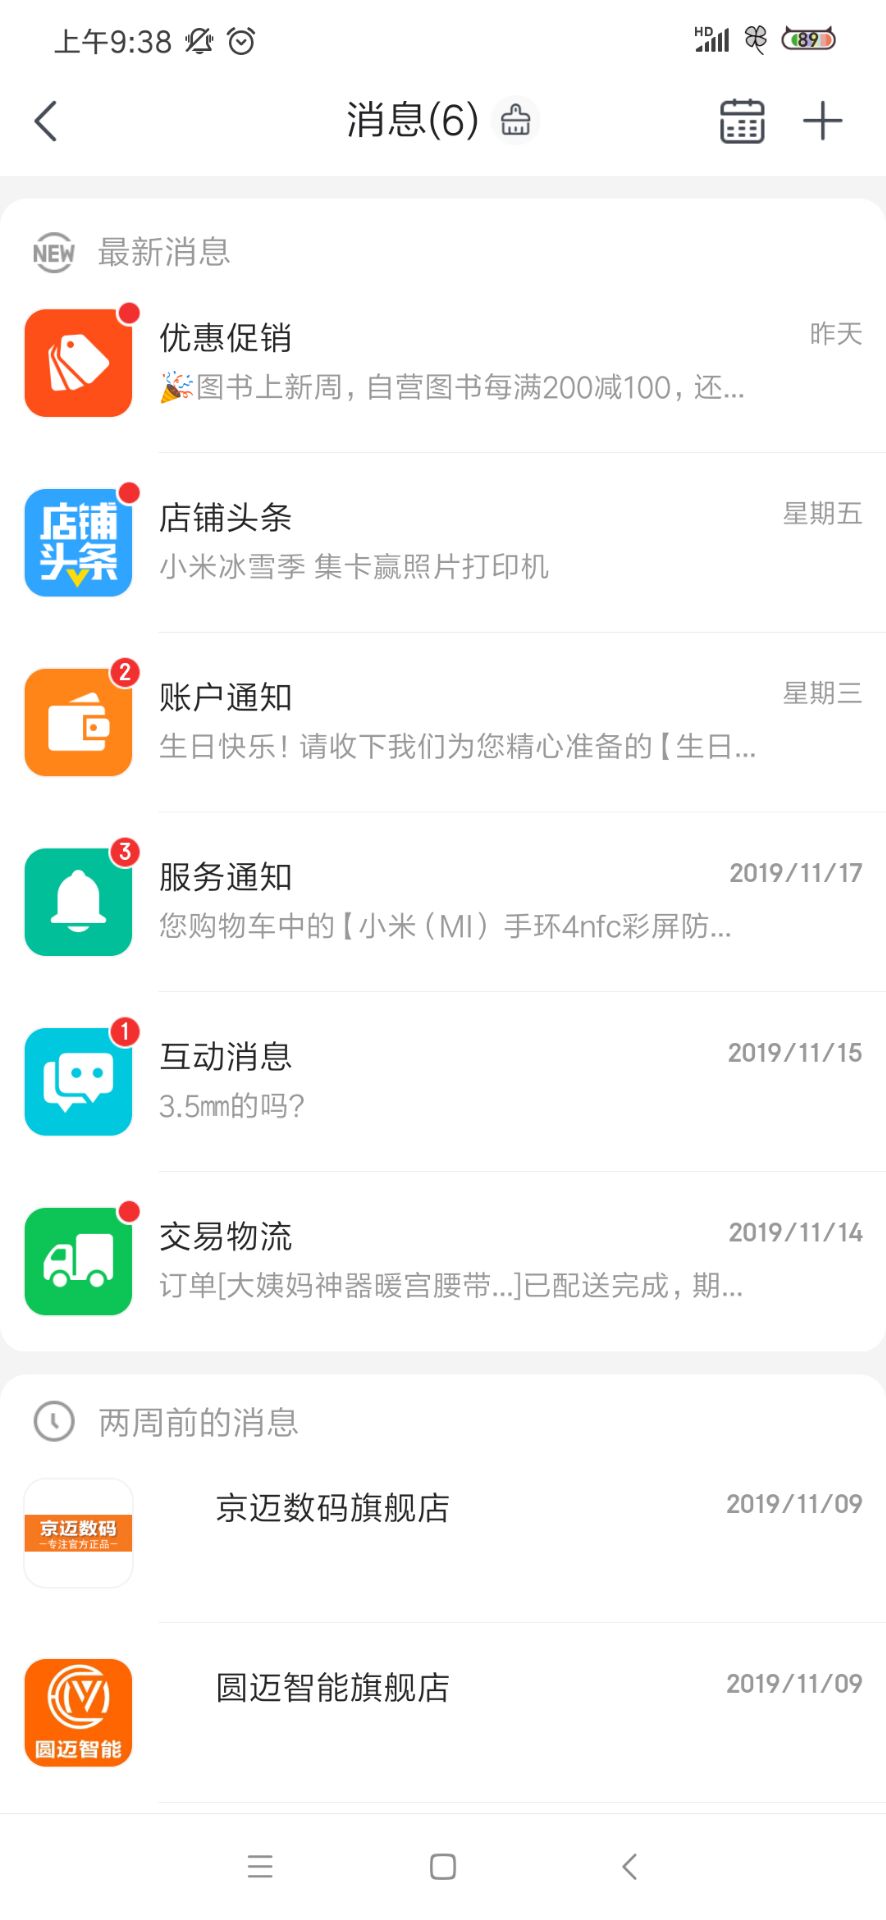 上午9:38
HD
89
消息(6)
NEW 最新消息
优惠促销
昨天
🎉图书上新周，自营图书每满200减100，还...
店铺
头条
店铺头条
星期五
小米冰雪季 集卡赢照片打印机
2
账户通知
星期三
生日快乐！请收下我们为您精心准备的【生日...
3
服务通知
2019/11/17
您购物车中的【小米（MI）手环4nfc彩屏防...
1
互动消息
2019/11/15
3.5㎜的吗？
交易物流
2019/11/14
订单[大姨妈神器暖宫腰带...]已配送完成，期...
两周前的消息
京迈数码
—专注官方正品—
京迈数码旗舰店
2019/11/09
圆迈智能
圆迈智能旗舰店
2019/11/09